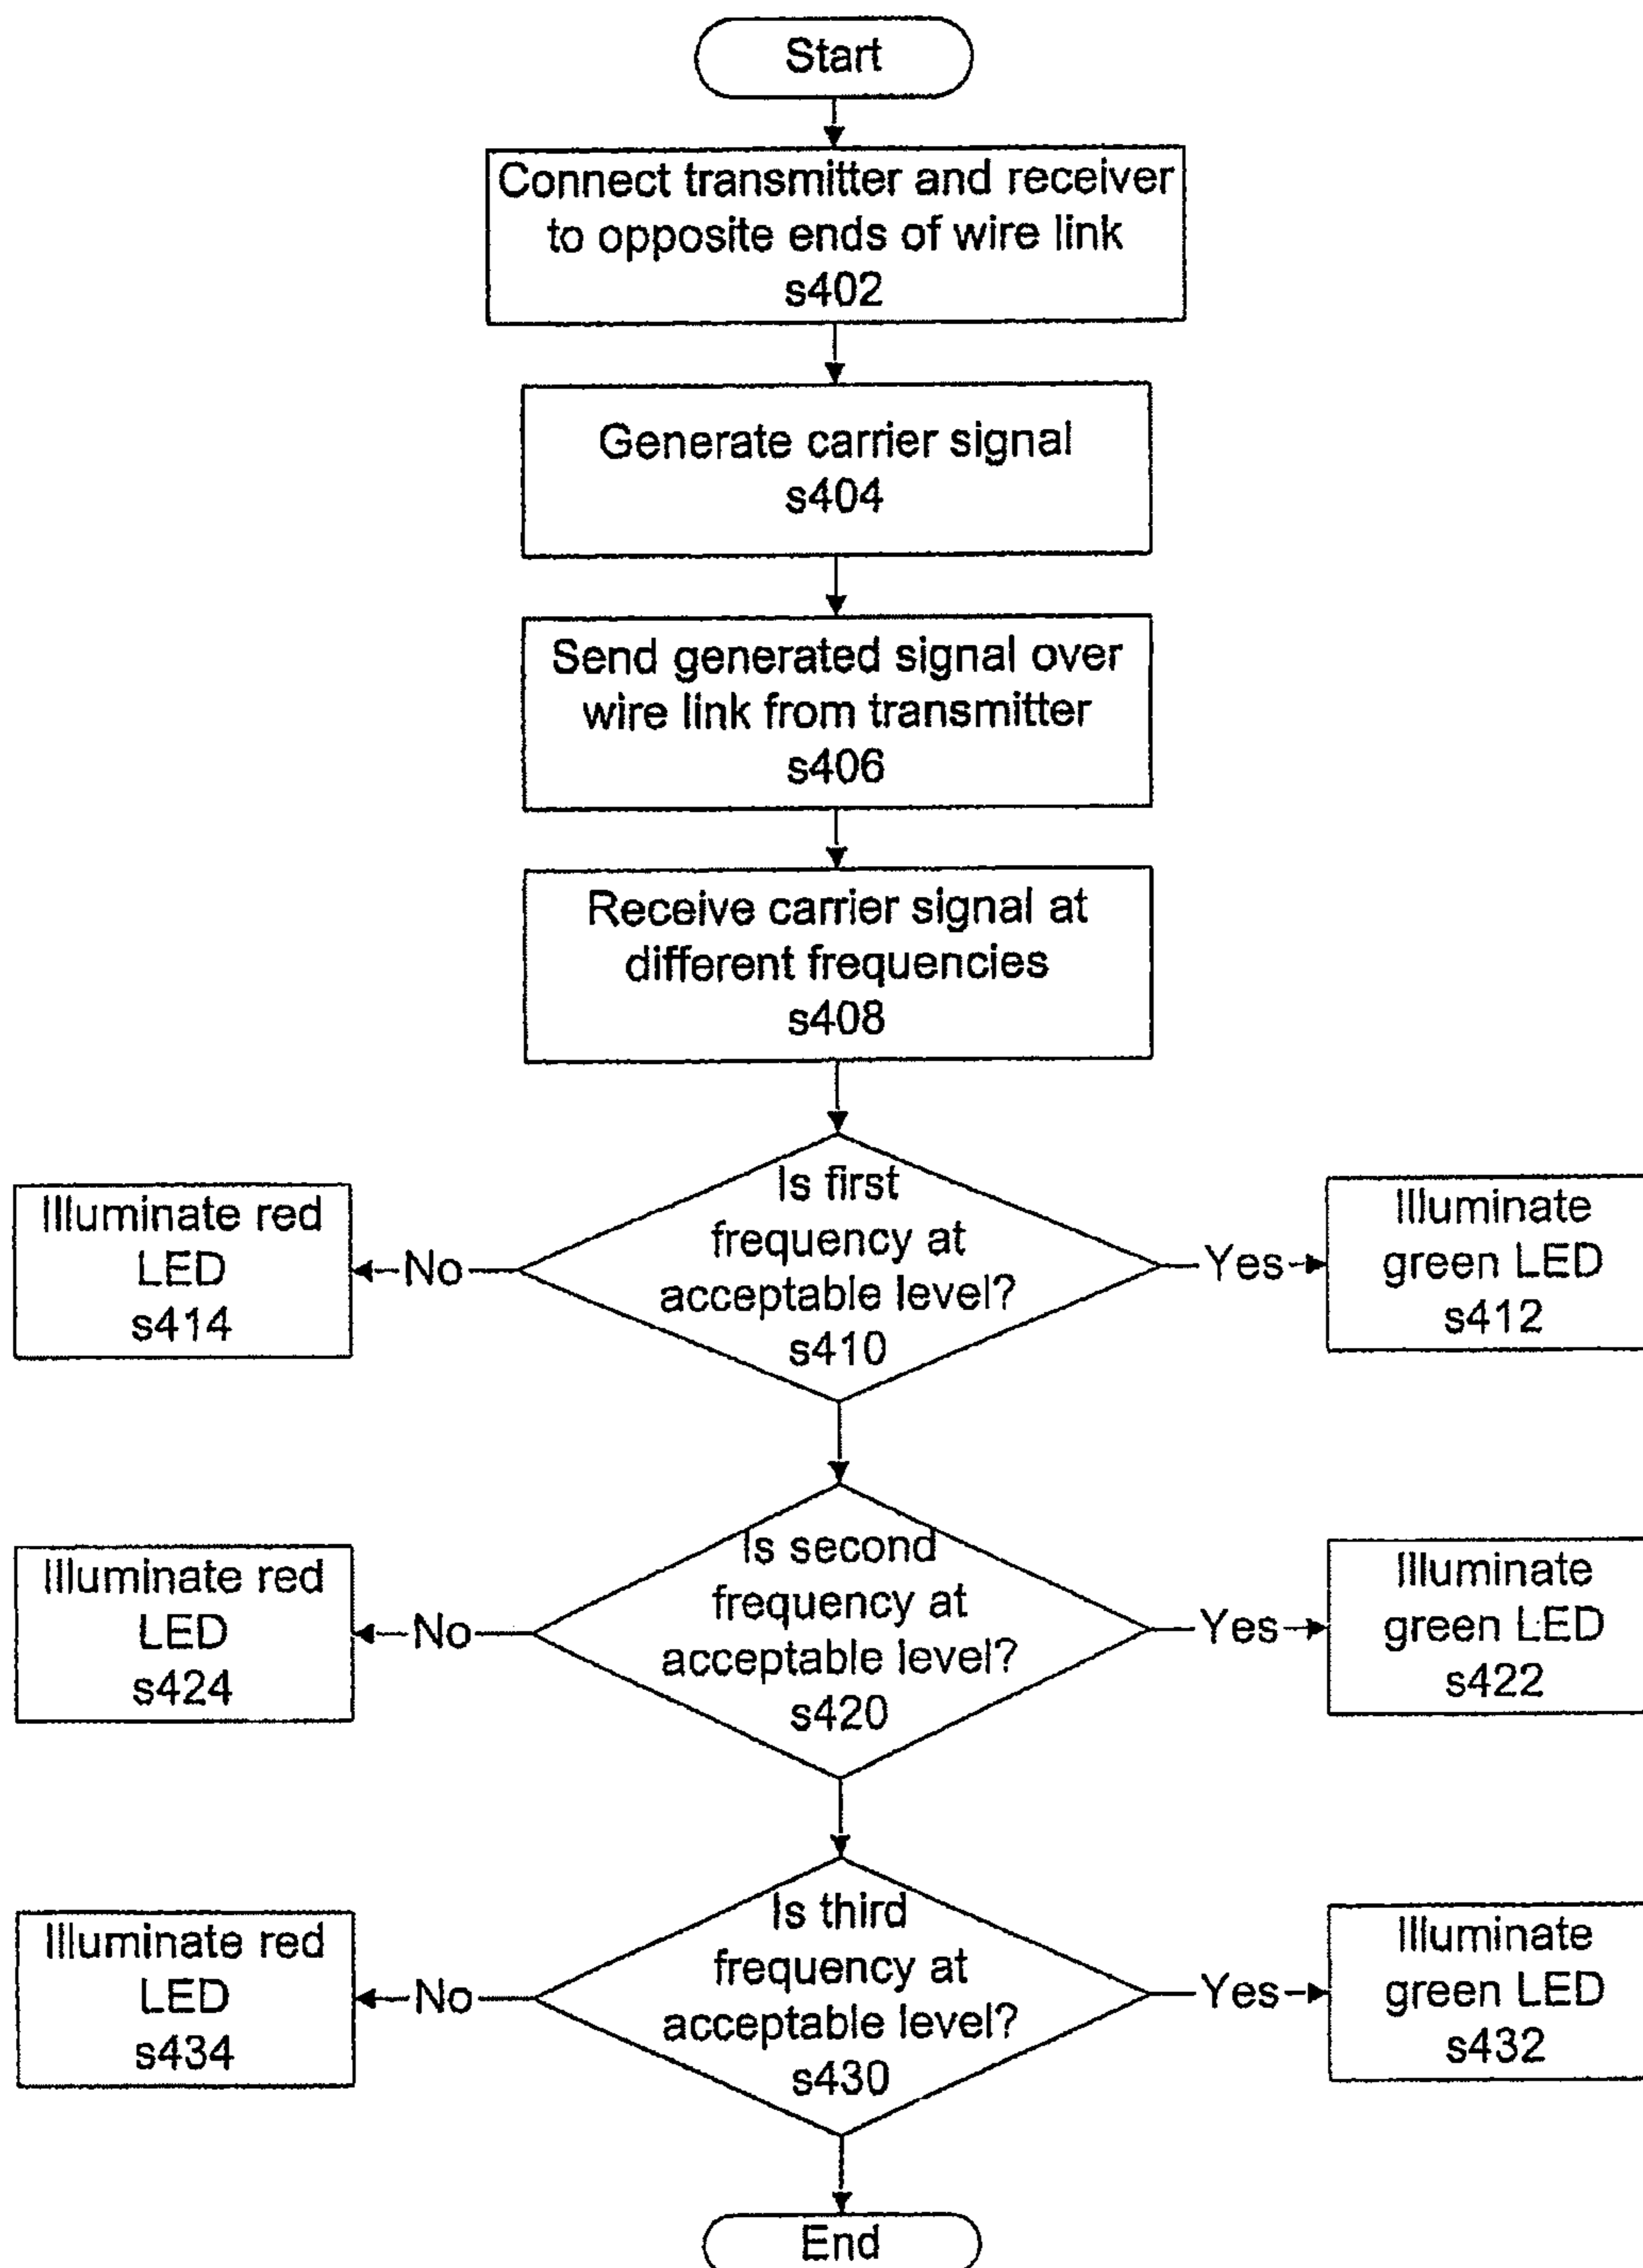 Start
Connect transmitter and receiver
to opposite ends of wire link
s402
Generate carrier signal
s404
Send generated signal over
wire link from transmitter
s406
Receive carrier signal at
different frequencies
s408
Is first
frequency at
acceptable level?
s410
No
Illuminate red
LED
s414
Yes
Illuminate
green LED
s412
Is second
frequency at
acceptable level?
s420
No
Illuminate red
LED
s424
Yes
Illuminate
green LED
s422
Is third
frequency at
acceptable level?
s430
No
Illuminate red
LED
s434
Yes
Illuminate
green LED
s432
End